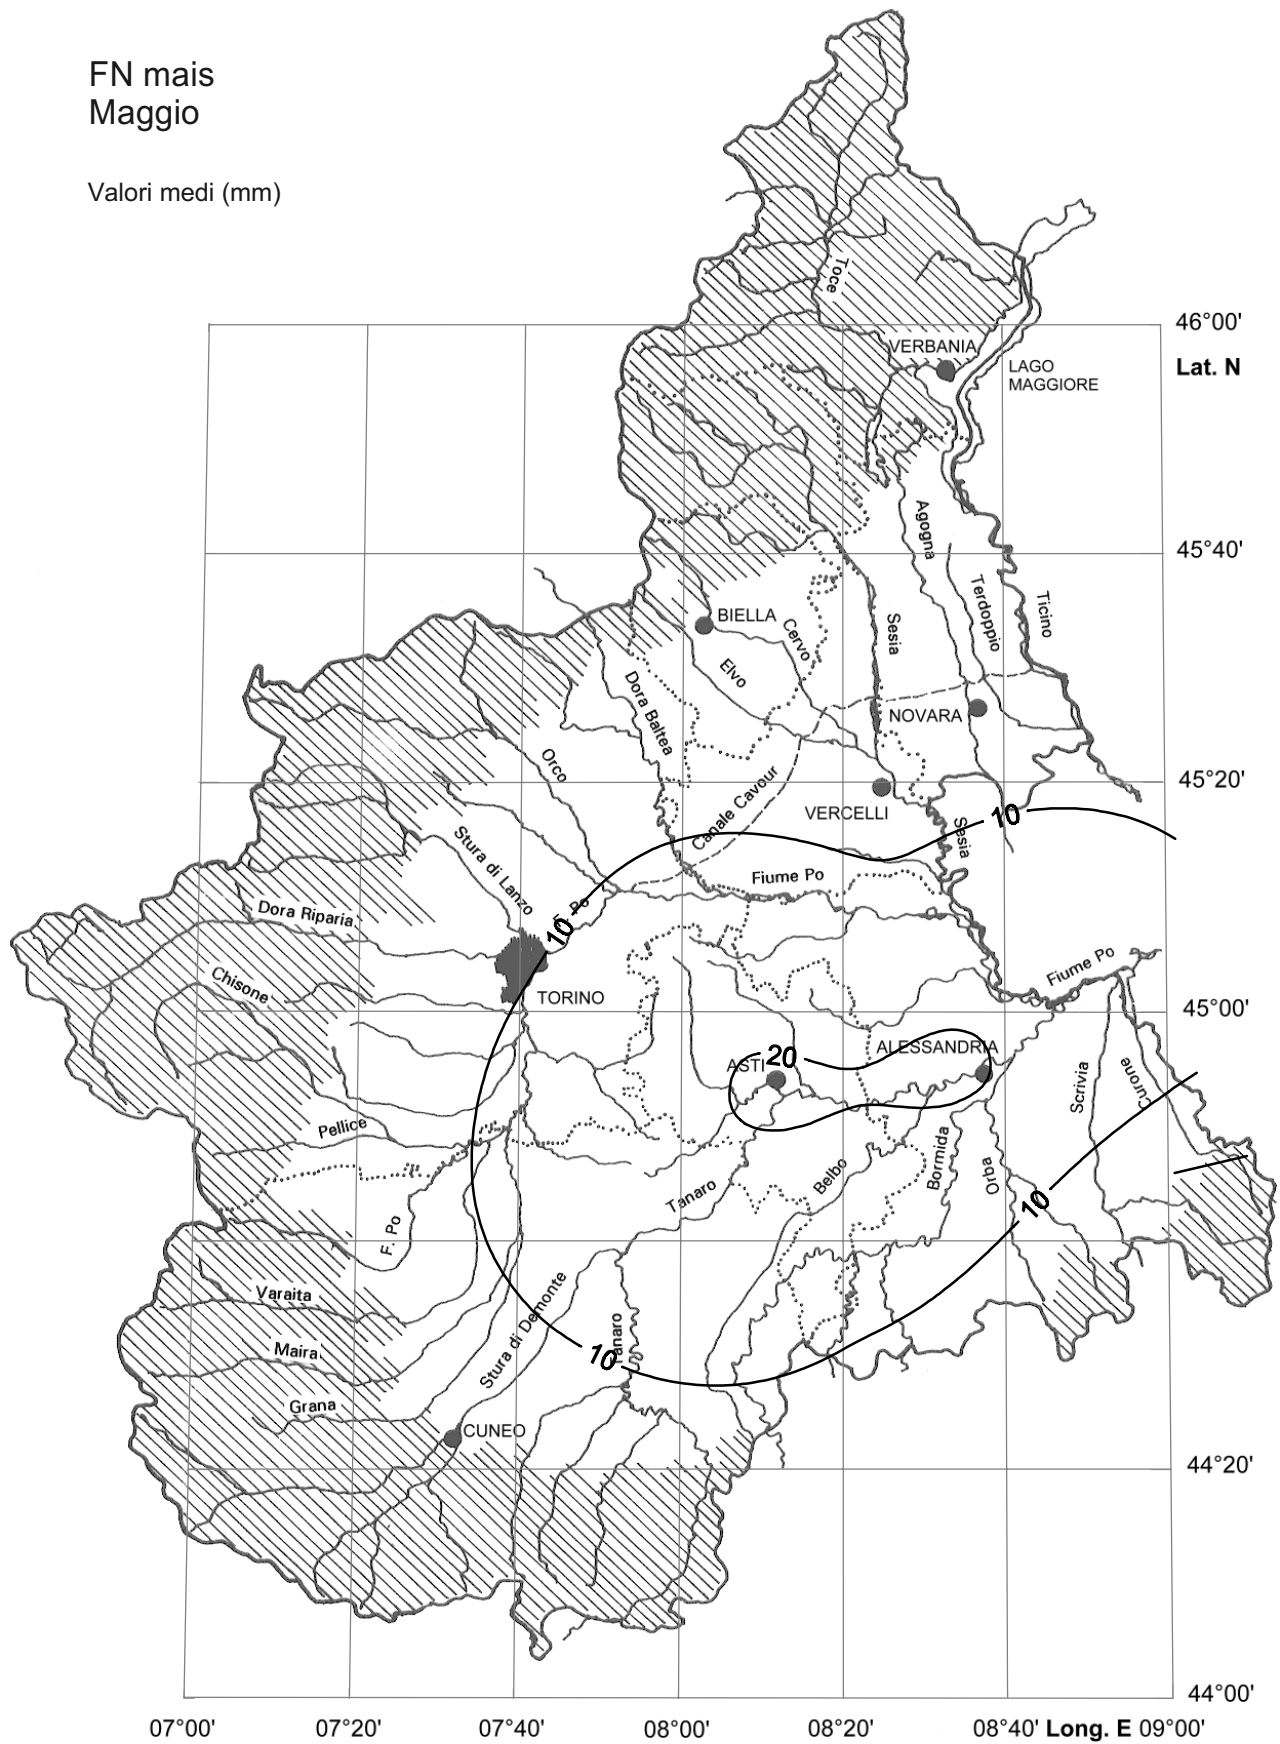 FN mais
Maggio
Valori medi (mm)
Toce
46°00'
VERBANIA
Lat. N
LAGO
MAGGIORE
Agogna
45°40'
Terdoppio
Ticino
BIELLA
Cervo
Sesia
Elvo
Dora Baltea
NOVARA
Orco
45°20'
Canale Cavour
VERCELLI
10
Sesia
Stura di Lanzo
Fiume Po
Dora Riparia
F. Po
10
Fiume Po
Chisone
TORINO
45°00'
ALESSANDRIA
20
ASTI
Scrivia
Curone
Pellice
Bormida
Orba
Belbo
Tanaro
10
F. Po
Varaita
Stura di Demonte
Tanaro
Maira
10
Grana
CUNEO
44°20'
44°00'
07°00'
07°20'
07°40'
08°00'
08°20'
08°40'
Long. E
09°00'